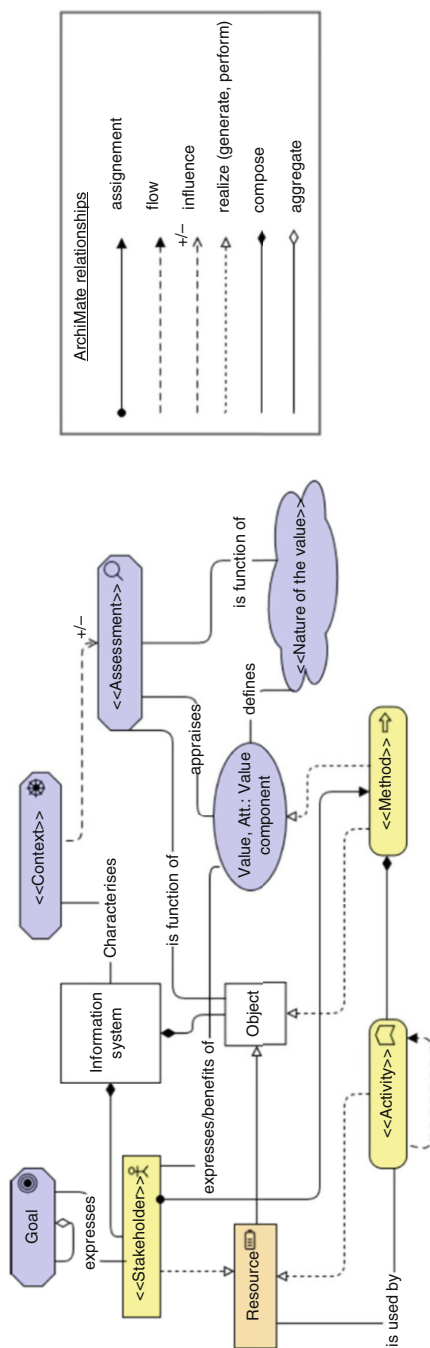 Goal
expresses
<<Stakeholder>>
Resource
is used by
Information
system
Characterises
<<Context>>
+/–
<<Assessment>>
is function of
appraises
is function of
expresses/benefits of
Object
Value, Att.: Value
component
defines
<<Nature of the value>>
<<Activity>>
<<Method>>
ArchiMate relationships
assignement
flow
+/–
influence
realize (generate, perform)
compose
aggregate